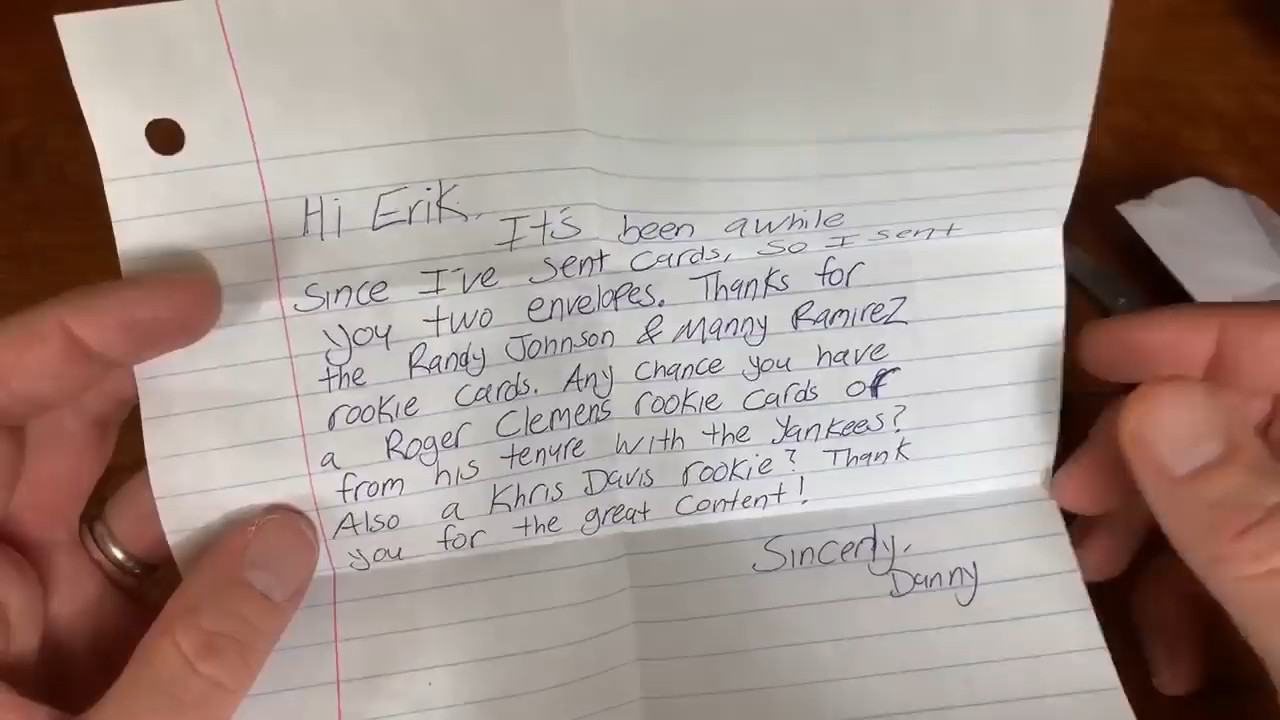 Hi Erik,
It's been awhile
Since I've sent cards, so I sent
you two envelopes. Thanks for
the Randy Johnson & Manny Ramirez
rookie cards. Any chance you have
a Roger Clemens rookie cards of
from his tenure with the Yankees?
Also a Khris Davis rookie? Thank
you for the great content!
Sincerly,
Danny